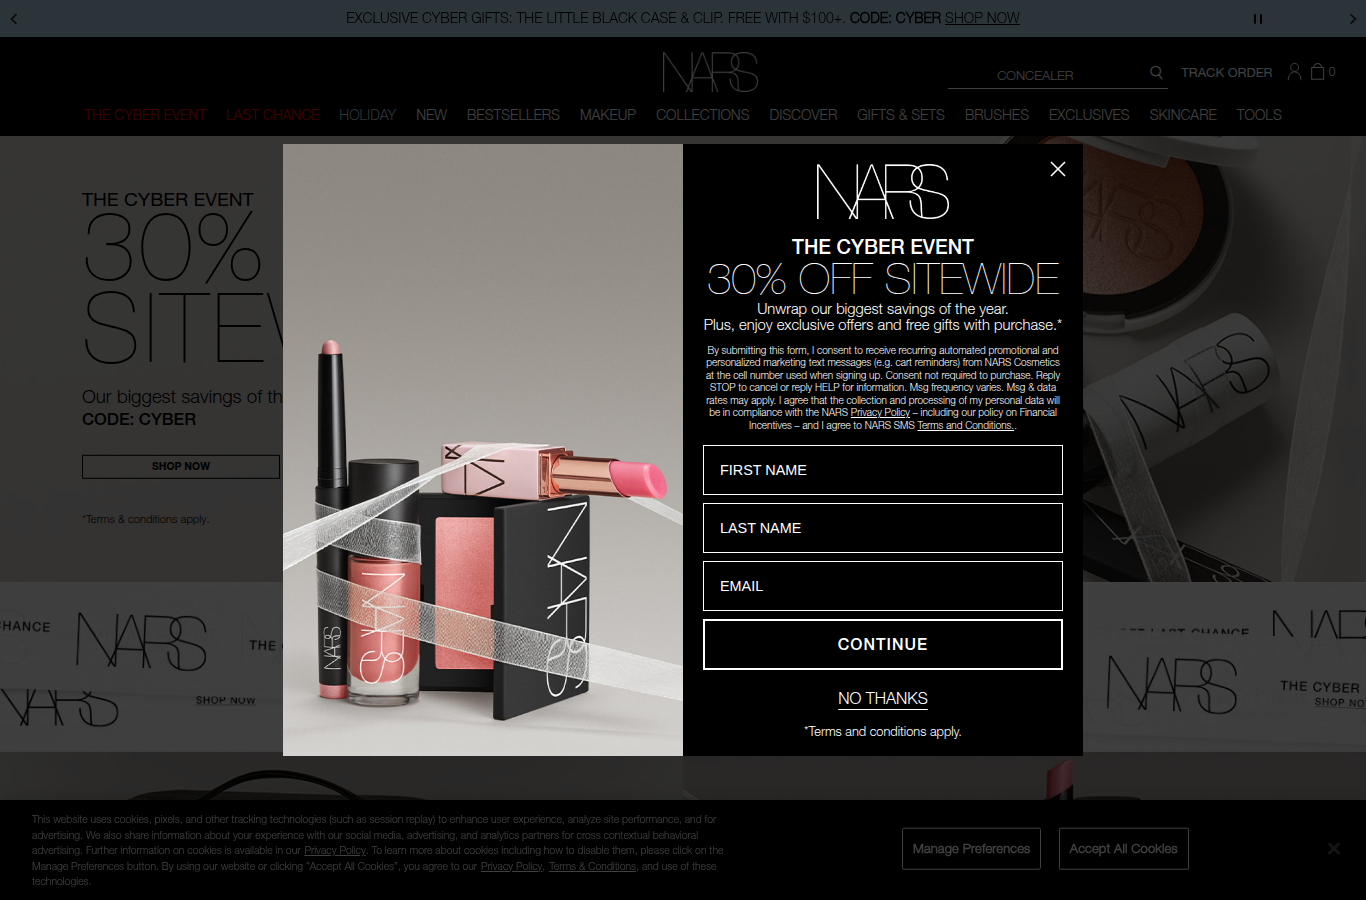 EXCLUSIVE CYBER GIFTS: THE LITTLE BLACK CASE & CLIP. FREE WITH $100+. CODE: CYBER SHOP NOW
NARS
CONCEALER
TRACK ORDER
0
THE CYBER EVENT LAST CHANCE HOLIDAY NEW BESTSELLERS MAKEUP COLLECTIONS DISCOVER GIFTS & SETS BRUSHES EXCLUSIVES SKINCARE TOOLS
THE CYBER EVENT
30%
SITEW
Our biggest savings of th
CODE: CYBER
SHOP NOW
*Terms & conditions apply.
NARS
NARS
NARS
NARS
NARS
NARS
THE CYBER EVENT
30% OFF SITEWIDE
Unwrap our biggest savings of the year.
Plus, enjoy exclusive offers and free gifts with purchase.*
By submitting this form, I consent to receive recurring automated promotional and
personalized marketing text messages (e.g. cart reminders) from NARS Cosmetics
at the cell number used when signing up. Consent not required to purchase. Reply
STOP to cancel or reply HELP for information. Msg frequency varies. Msg & data
rates may apply. I agree that the collection and processing of my personal data will
be in compliance with the NARS Privacy Policy – including our policy on Financial
Incentives – and I agree to NARS SMS Terms and Conditions..
FIRST NAME
LAST NAME
EMAIL
CONTINUE
NO THANKS
*Terms and conditions apply.
CHANCE
NARS
THE C
SHOP NOW
NARS
LAST CHANCE
NARS
NARS
THE CYBER
SHOP NO
This website uses cookies, pixels, and other tracking technologies (such as session replay) to enhance user experience, analyze site performance, and for
advertising. We also share information about your experience with our social media, advertising, and analytics partners for cross contextual behavioral
advertising. Further information on cookies is available in our Privacy Policy. To learn more about cookies including how to disable them, please click on the
Manage Preferences button. By using our website or clicking "Accept All Cookies", you agree to our Privacy Policy, Terms & Conditions, and use of these
technologies.
Manage Preferences
Accept All Cookies